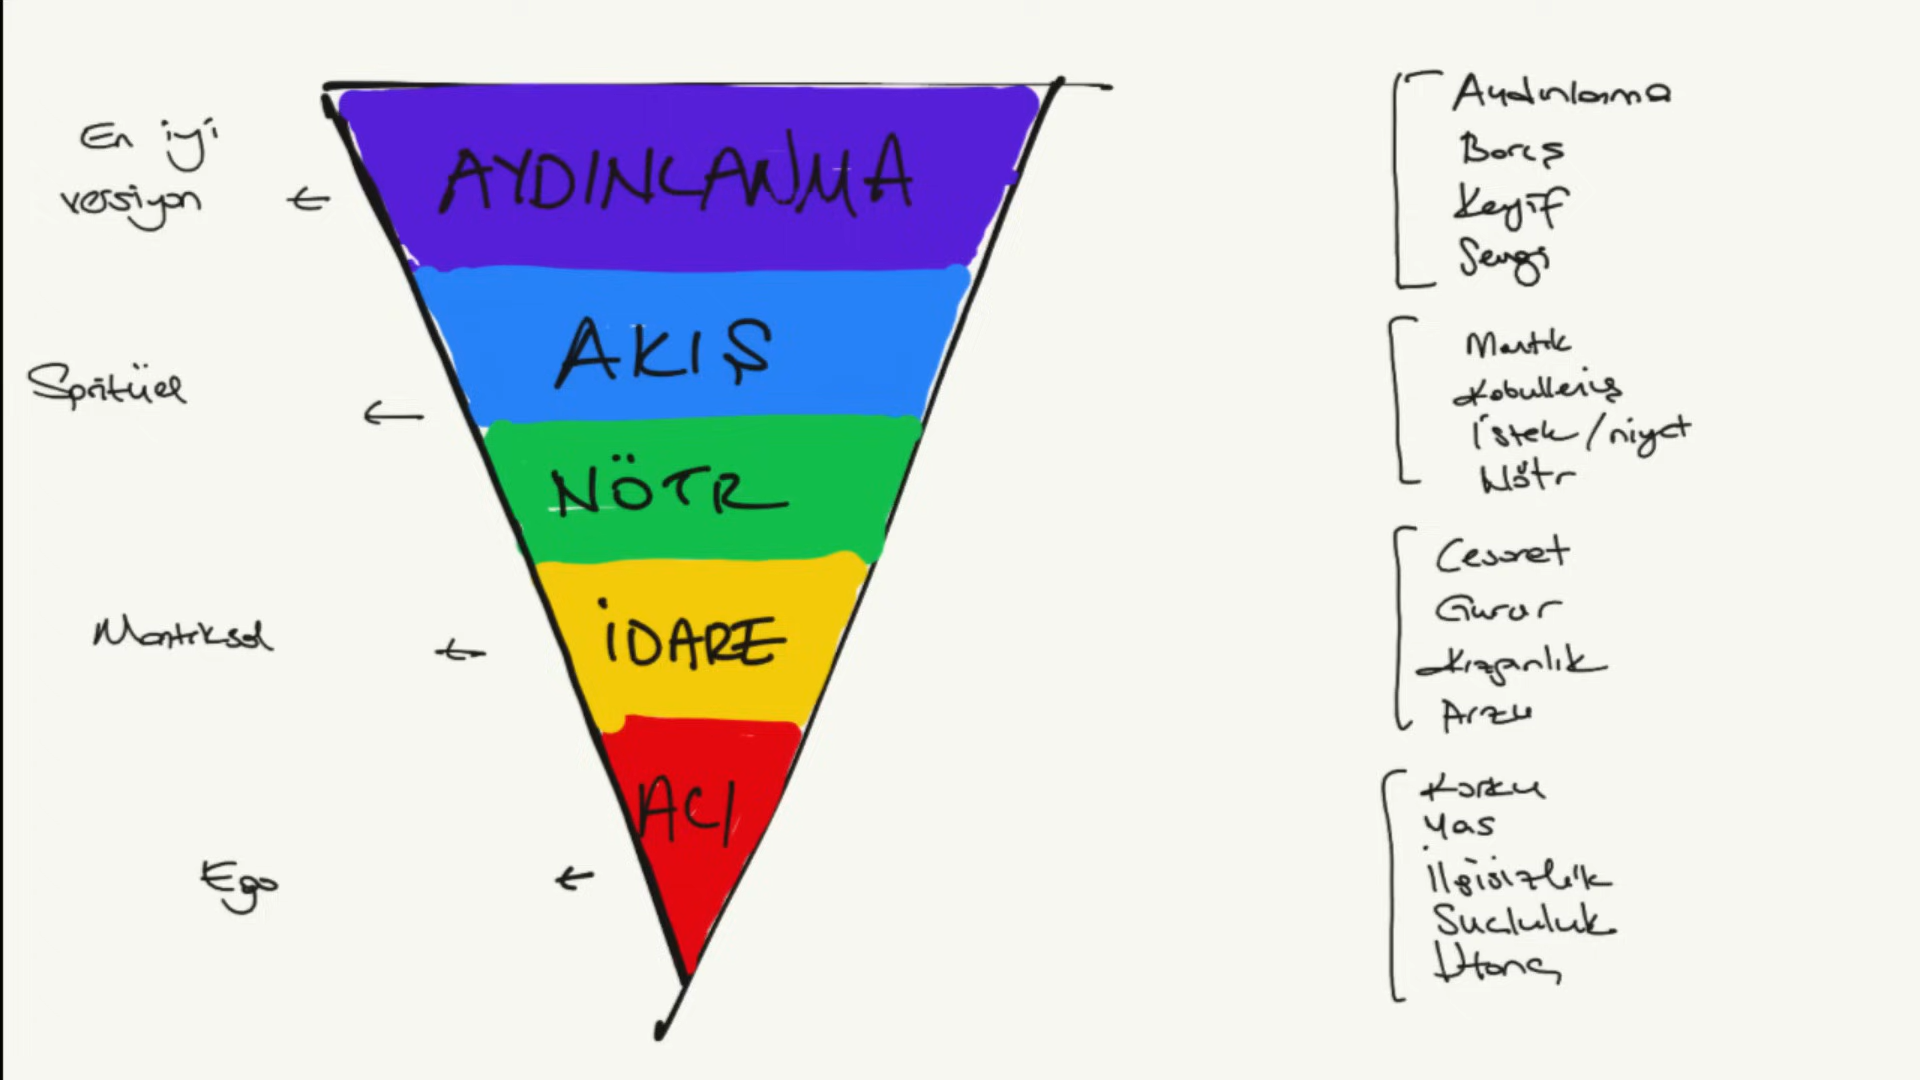 En iyi
versiyon
Spritüel
Mantıksal
Ego
AYDINLANMA
AKIŞ
NÖTR
İDARE
ACI
Aydınlanma
Barış
Keyif
Sevgi
Mantık
Kabulleniş
İstek/niyet
Nötr
Cesaret
Gurur
Kızgınlık
Arzu
Korku
Yas
İlgisizlik
Sucluluk
Utanç